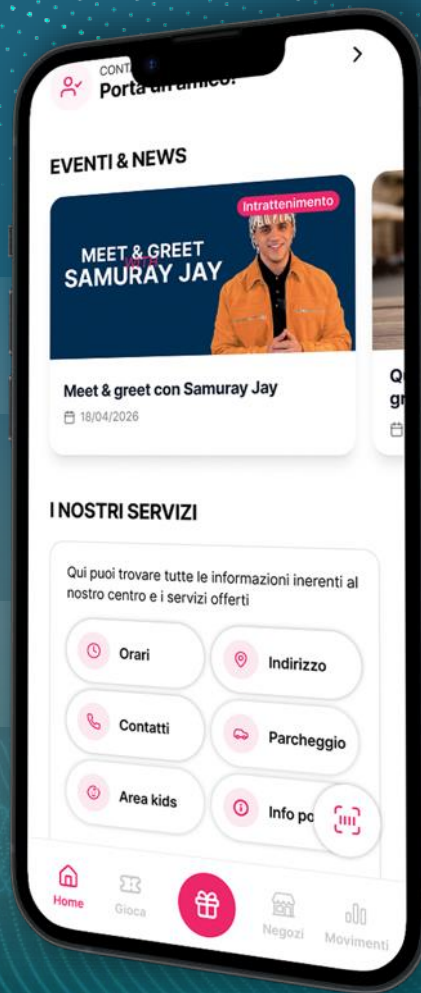 Porta un amico!
EVENTI & NEWS
Intrattenimento
MEET & GREET
WITH
SAMURAY JAY
Meet & greet con Samuray Jay
18/04/2026
I NOSTRI SERVIZI
Qui puoi trovare tutte le informazioni inerenti al
nostro centro e i servizi offerti
Orari
Indirizzo
Contatti
Parcheggio
Area kids
Info
Home
Gioca
Negozi
Movimenti